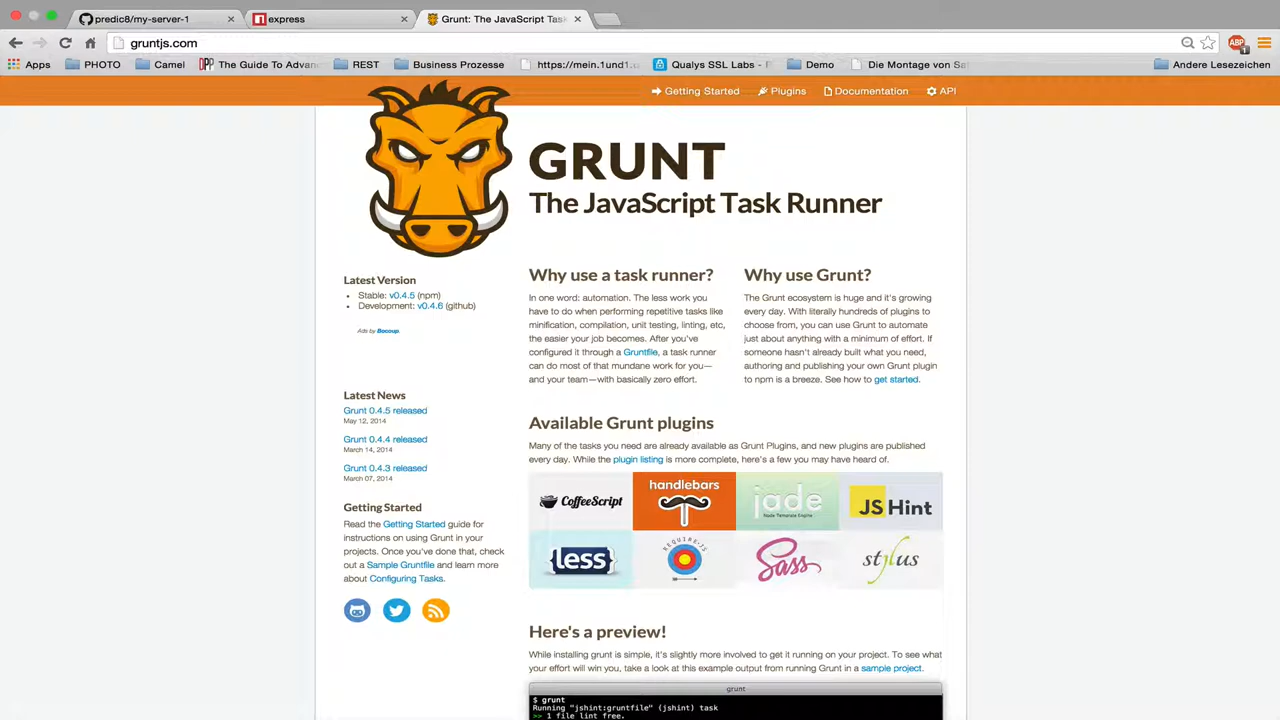 predic8/my-server-1
express
Grunt: The JavaScript Tas
gruntjs.com
ABP
1
Apps
PHOTO
Camel
The Guide To Advan
REST
Business Prozesse
https://mein.1und1.
Qualys SSL Labs -
Demo
Die Montage von Sa
Andere Lesezeichen
Getting Started
Plugins
Documentation
API
GRUNT
The JavaScript Task Runner
Latest Version
Stable: v0.4.5 (npm)
Development: v0.4.6 (github)
Ads by Bocoup.
Latest News
Grunt 0.4.5 released
May 12, 2014
Grunt 0.4.4 released
March 14, 2014
Grunt 0.4.3 released
March 07, 2014
Getting Started
Read the Getting Started guide for
instructions on using Grunt in your
projects. Once you've done that, check
out a Sample Gruntfile and learn more
about Configuring Tasks.
Why use a task runner?
In one word: automation. The less work you
have to do when performing repetitive tasks like
minification, compilation, unit testing, linting, etc,
the easier your job becomes. After you've
configured it through a Gruntfile, a task runner
can do most of that mundane work for you—
and your team—with basically zero effort.
Why use Grunt?
The Grunt ecosystem is huge and it's growing
every day. With literally hundreds of plugins to
choose from, you can use Grunt to automate
just about anything with a minimum of effort. If
someone hasn't already built what you need,
authoring and publishing your own Grunt plugin
to npm is a breeze. See how to get started.
Available Grunt plugins
Many of the tasks you need are already available as Grunt Plugins, and new plugins are published
every day. While the plugin listing is more complete, here's a few you may have heard of.
CoffeeScript
handlebars
jade
Node Template Engine
JS Hint
{less}
REQUIRE.JS
Sass
stylus
Here's a preview!
While installing grunt is simple, it's slightly more involved to get it running on your project. To see what
your effort will win you, take a look at this example output from running Grunt in a sample project.
grunt
$ grunt
Running "jshint:gruntfile" (jshint) task
>> 1 file lint free.